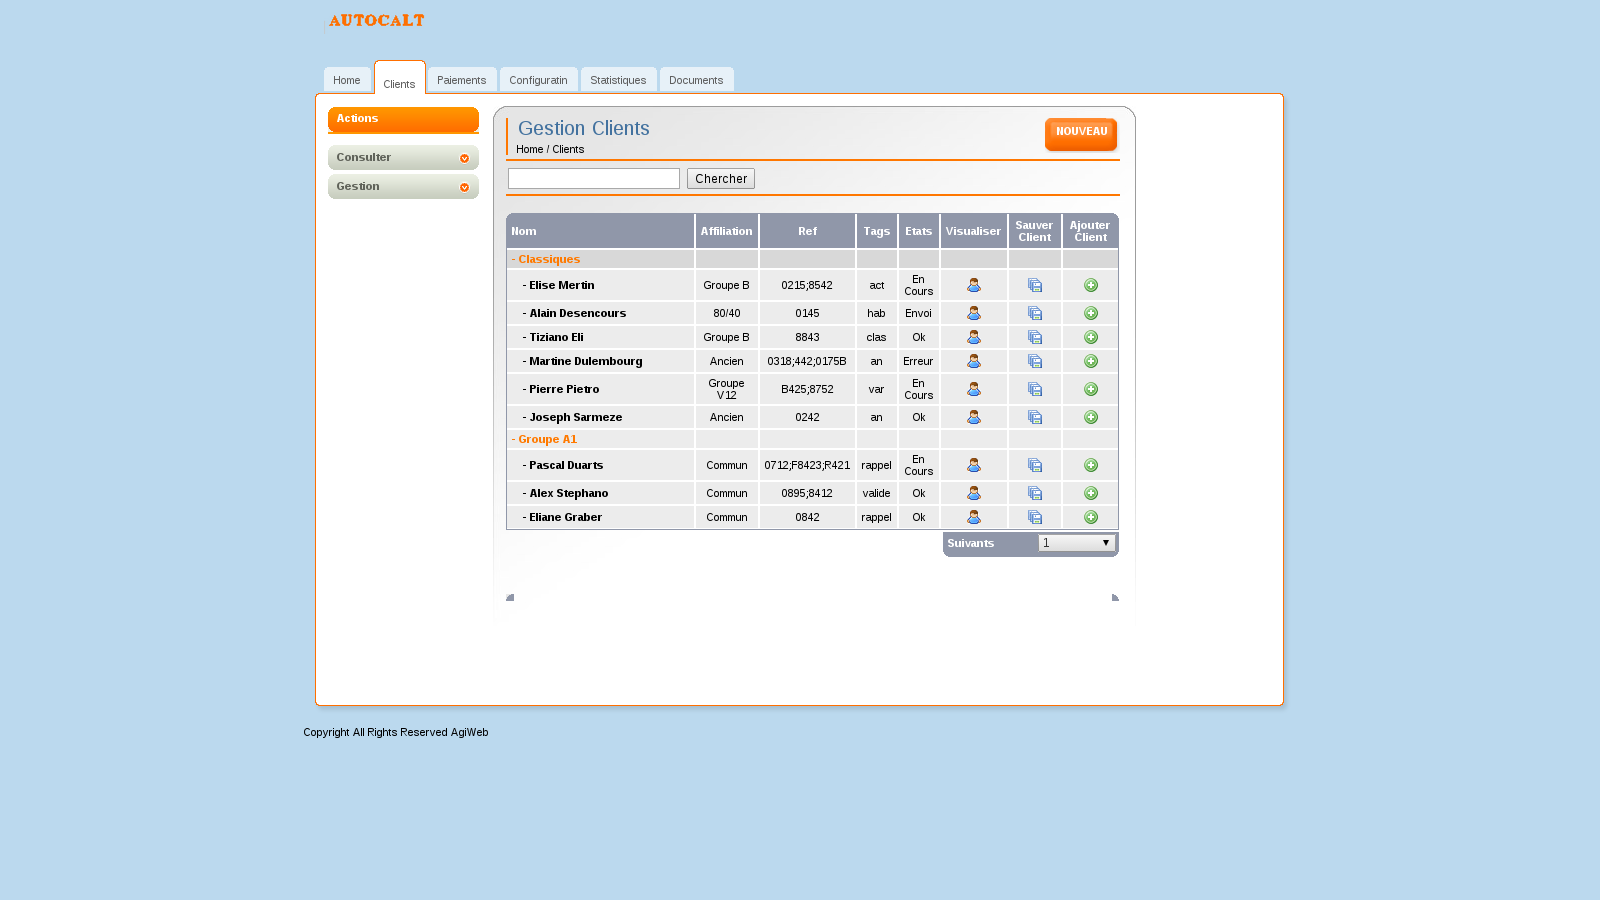 AUTOCALT
Home Clients Paiements Configuratin Statistiques Documents
Actions
Consulter
Gestion
Gestion Clients
Home / Clients
NOUVEAU
Chercher
Nom Affiliation Ref Tags Etats Visualiser Sauver Client Ajouter Client
- Classiques
- Elise Mertin Groupe B 0215;8542 act En Cours
- Alain Desencours 80/40 0145 hab Envoi
- Tiziano Eli Groupe B 8843 clas Ok
- Martine Dulembourg Ancien 0318;442;0175B an Erreur
- Pierre Pietro Groupe V12 B425;8752 var En Cours
- Joseph Sarmeze Ancien 0242 an Ok
- Groupe A1
- Pascal Duarts Commun 0712;F8423;R421 rappel En Cours
- Alex Stephano Commun 0895;8412 valide Ok
- Eliane Graber Commun 0842 rappel Ok
Suivants 1
Copyright All Rights Reserved AgiWeb